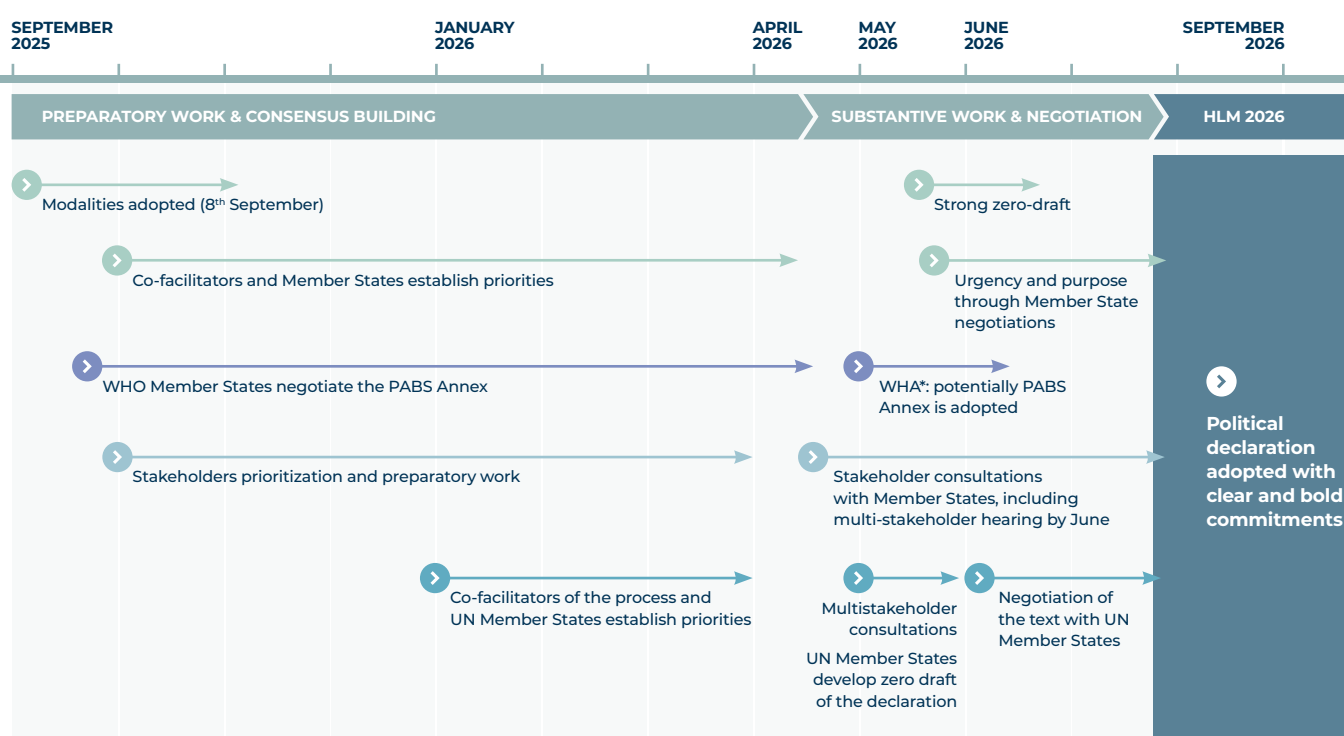 SEPTEMBER
2025
JANUARY
2026
APRIL
2026
MAY
2026
JUNE
2026
SEPTEMBER
2026
PREPARATORY WORK & CONSENSUS BUILDING
SUBSTANTIVE WORK & NEGOTIATION
HLM 2026
Modalities adopted (8th September)
Strong zero-draft
Co-facilitators and Member States establish priorities
Urgency and purpose
through Member State
negotiations
WHO Member States negotiate the PABS Annex
WHA*: potentially PABS
Annex is adopted
Stakeholders prioritization and preparatory work
Stakeholder consultations
with Member States, including
multi-stakeholder hearing by June
Co-facilitators of the process and
UN Member States establish priorities
Multistakeholder
consultations
UN Member States
develop zero draft
of the declaration
Negotiation of
the text with UN
Member States
Political
declaration
adopted with
clear and bold
commitments